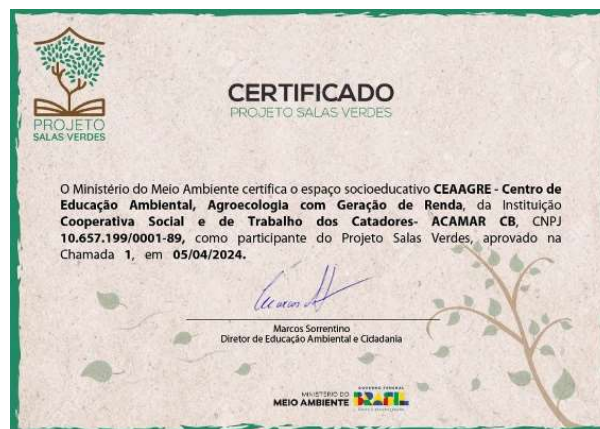 PROJETO
SALAS VERDES
CERTIFICADO
PROJETO SALAS VERDES
O Ministério do Meio Ambiente certifica o espaço socioeducativo CEAAGRE - Centro de
Educação Ambiental, Agroecologia com Geração de Renda, da Instituição
Cooperativa Social e de Trabalho dos Catadores- ACAMAR CB, CNPJ
10.657.199/0001-89, como participante do Projeto Salas Verdes, aprovado na
Chamada 1, em 05/04/2024.
Marcos Sorrentino
Diretor de Educação Ambiental e Cidadania
MINISTÉRIO DO
MEIO AMBIENTE
GOVERNO FEDERAL
BRASIL